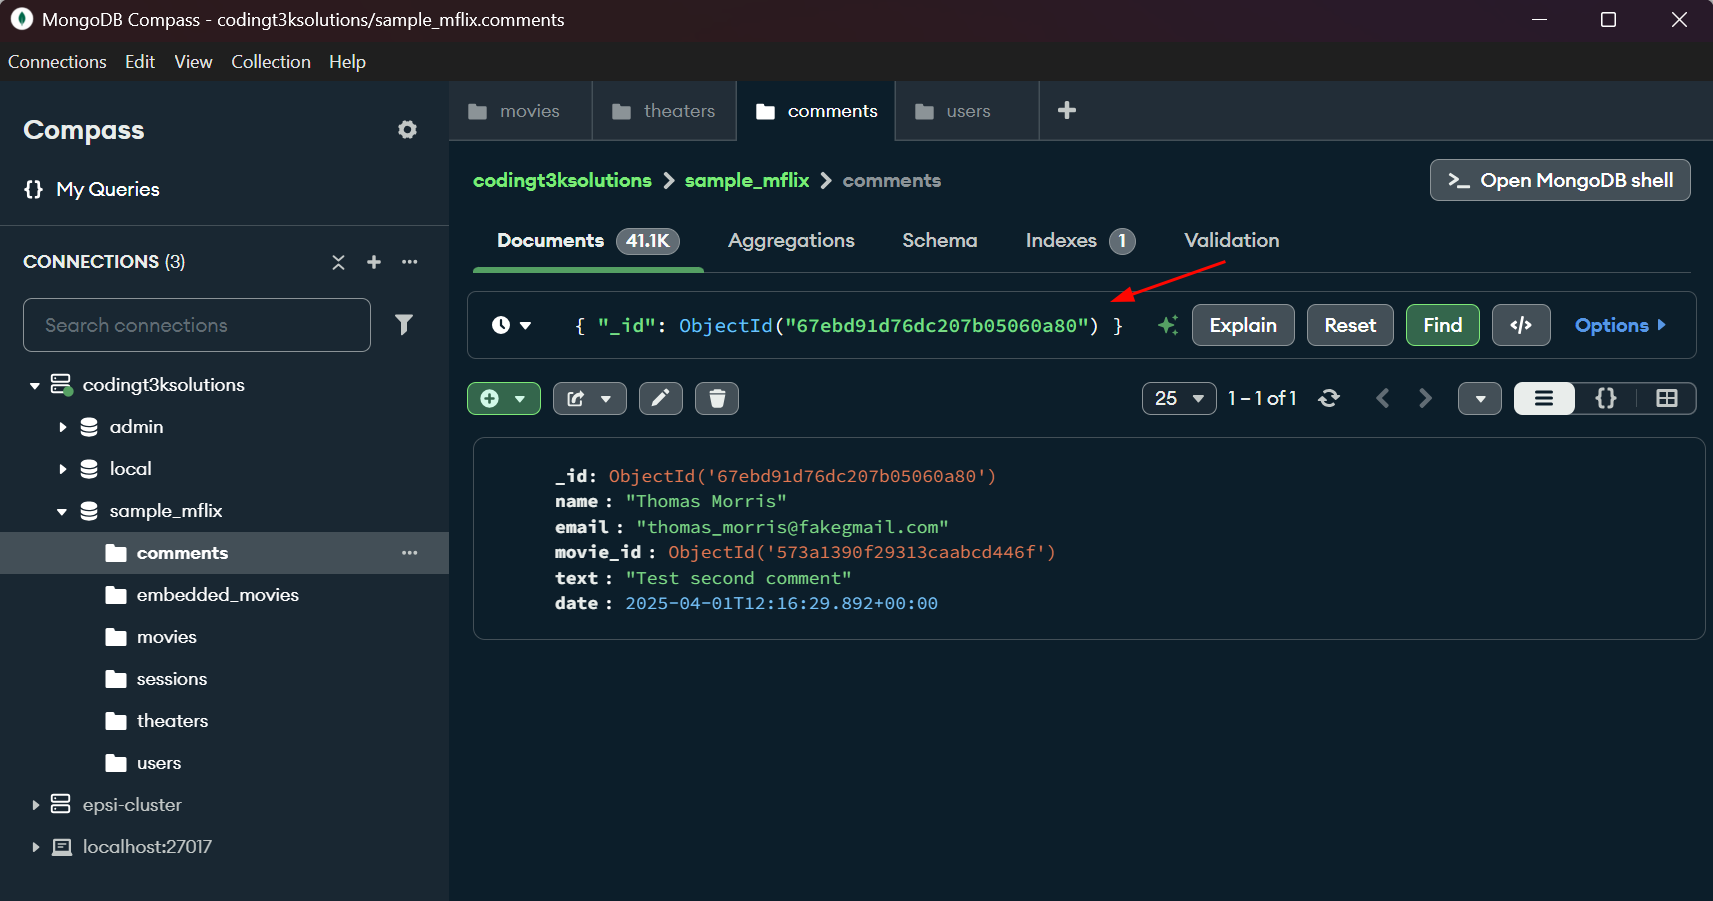 MongoDB Compass - codingt3ksolutions/sample_mflix.comments
Connections Edit View Collection Help
Compass
{} My Queries
CONNECTIONS (3)
Search connections
codingt3ksolutions
admin
local
sample_mflix
comments
embedded_movies
movies
sessions
theaters
users
epsi-cluster
localhost:27017
movies theaters comments users
codingt3ksolutions > sample_mflix > comments
>_ Open MongoDB shell
Documents 41.1K Aggregations Schema Indexes 1 Validation
{ "_id": ObjectId("67ebd91d76dc207b05060a80") } Explain Reset Find </> Options
25 1 – 1 of 1 {}
_id: ObjectId('67ebd91d76dc207b05060a80')
name : "Thomas Morris"
email : "thomas_morris@fakegmail.com"
movie_id : ObjectId('573a1390f29313caabcd446f')
text : "Test second comment"
date : 2025-04-01T12:16:29.892+00:00